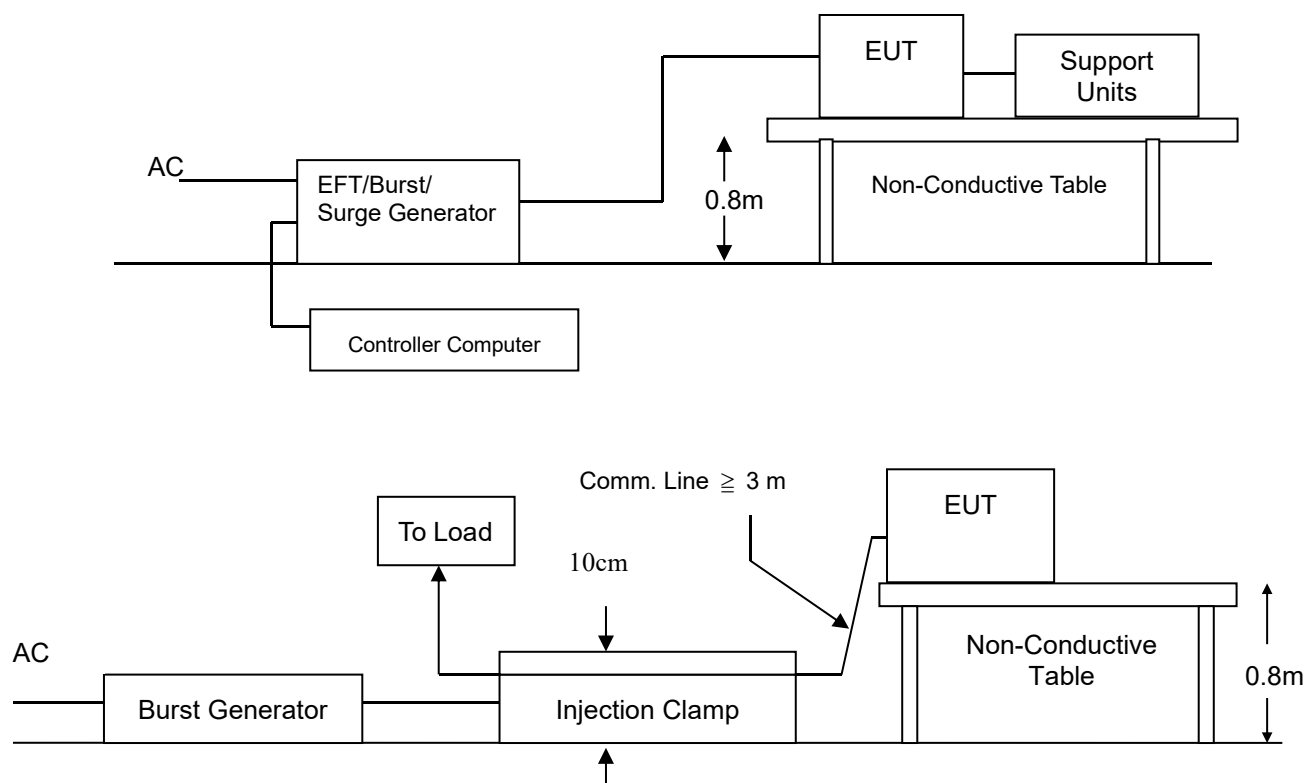 EUT
Support
Units
AC
EFT/Burst/
Surge Generator
0.8m
Non-Conductive Table
Controller Computer
Comm. Line ≧ 3 m
EUT
To Load
10cm
AC
Non-Conductive
Table
0.8m
Burst Generator
Injection Clamp